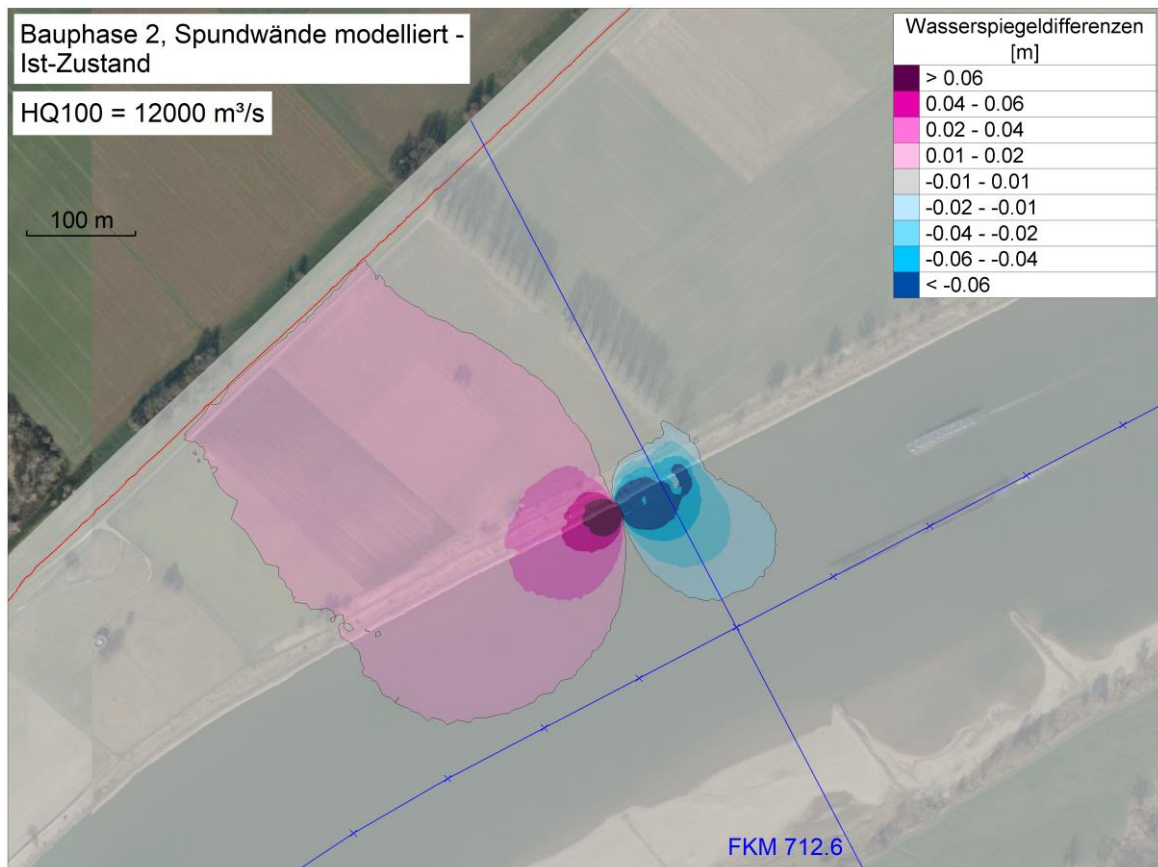 Bauphase 2, Spundwände modelliert -
Ist-Zustand
HQ100 = 12000 m³/s
100 m
Wasserspiegeldifferenzen
[m]
> 0.06
0.04 - 0.06
0.02 - 0.04
0.01 - 0.02
-0.01 - 0.01
-0.02 - -0.01
-0.04 - -0.02
-0.06 - -0.04
< -0.06
FKM 712.6